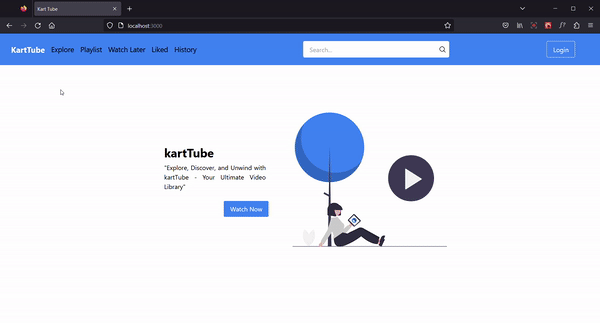 Kart Tube
localhost:3000
KartTube Explore Playlist Watch Later Liked History Search... Login
kartTube
"Explore, Discover, and Unwind with
kartTube - Your Ultimate Video
Library"
Watch Now